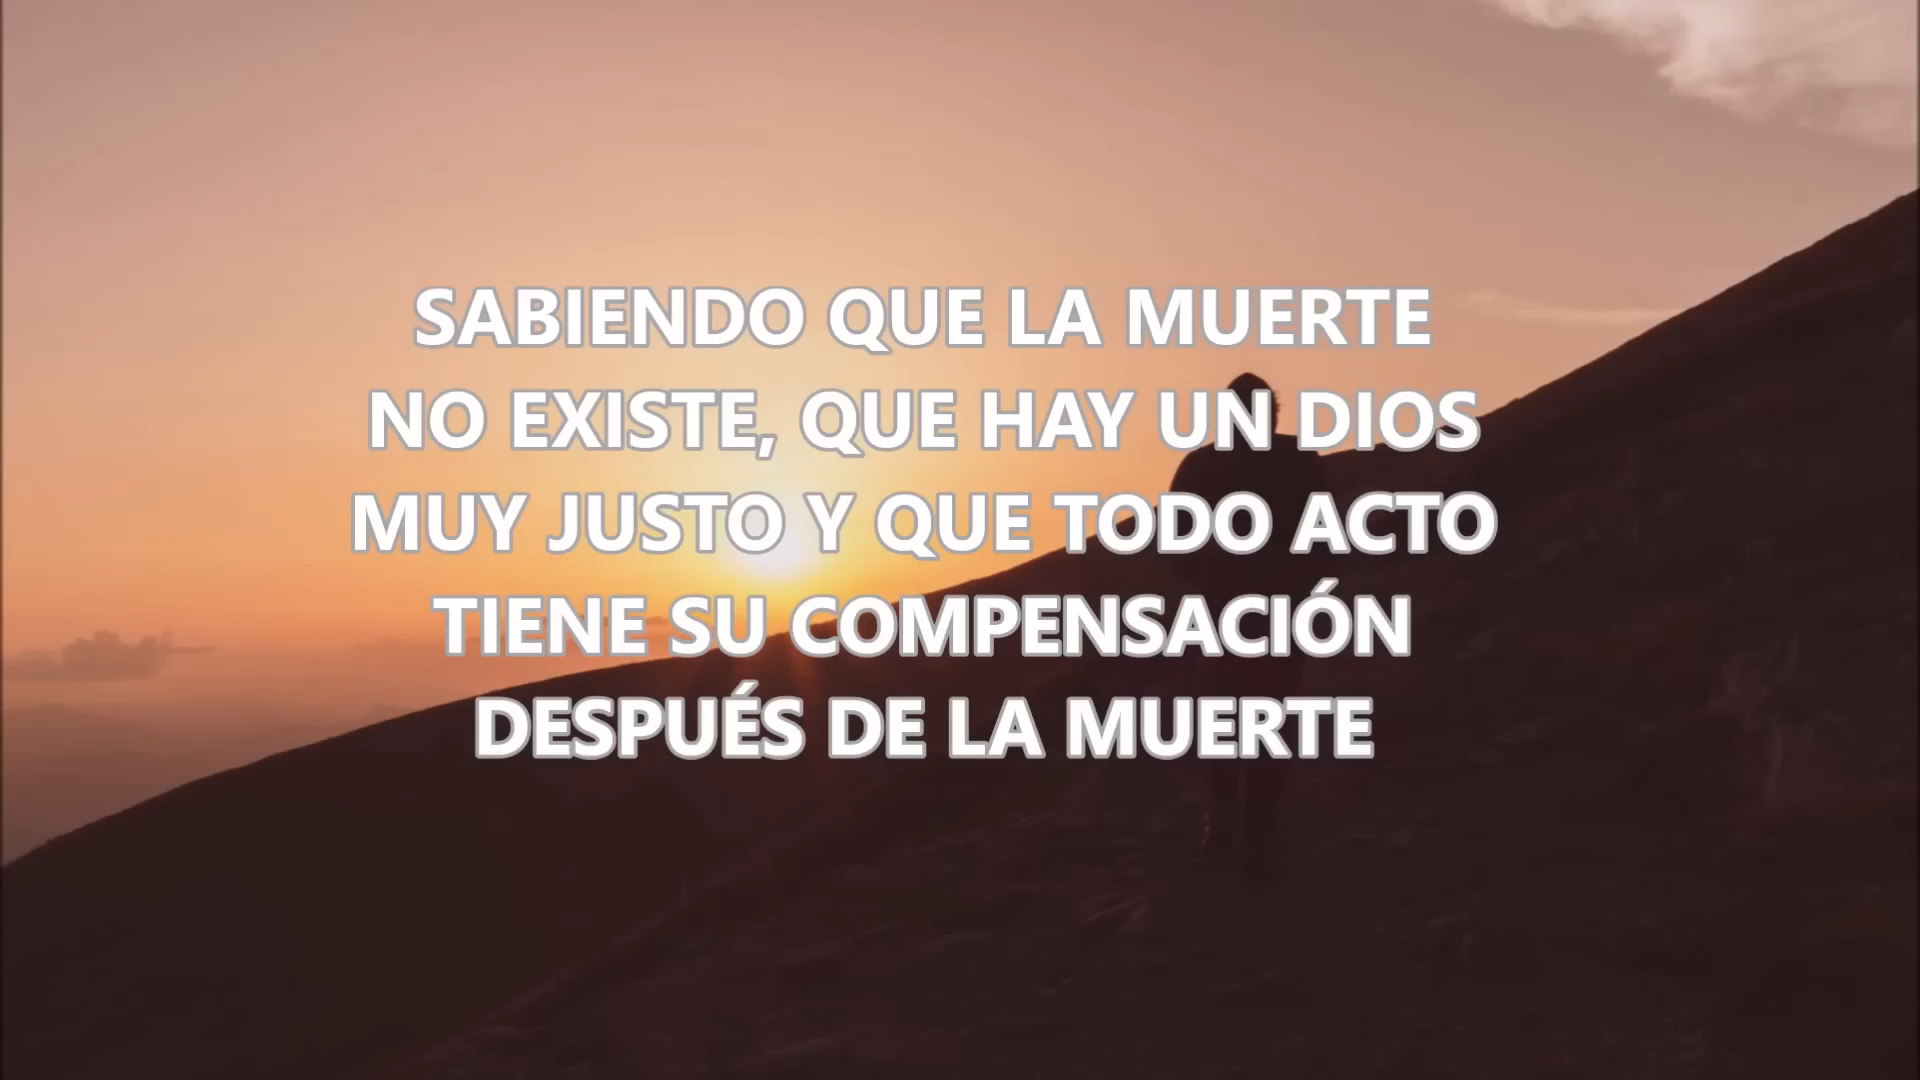 SABIENDO QUE LA MUERTE
NO EXISTE, QUE HAY UN DIOS
MUY JUSTO Y QUE TODO ACTO
TIENE SU COMPENSACIÓN
DESPUÉS DE LA MUERTE